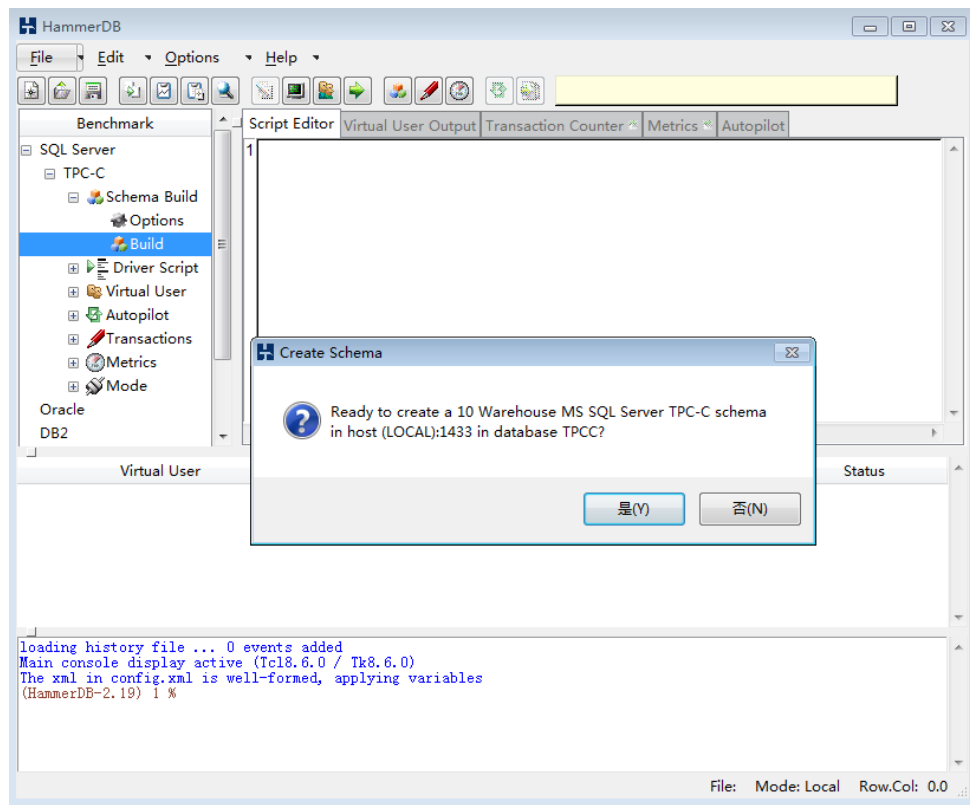 HammerDB
File Edit Options Help
Benchmark
Script Editor Virtual User Output Transaction Counter Metrics Autopilot
SQL Server
1
TPC-C
Schema Build
Options
Build
Driver Script
Virtual User
Autopilot
Transactions
Metrics
Mode
Oracle
DB2
Create Schema
Ready to create a 10 Warehouse MS SQL Server TPC-C schema
in host (LOCAL):1433 in database TPCC?
是(Y) 否(N)
Virtual User
Status
loading history file ... 0 events added
Main console display active (Tcl8.6.0 / Tk8.6.0)
The xml in config.xml is well-formed, applying variables
(HammerDB-2.19) 1 %
File: Mode: Local Row.Col: 0.0